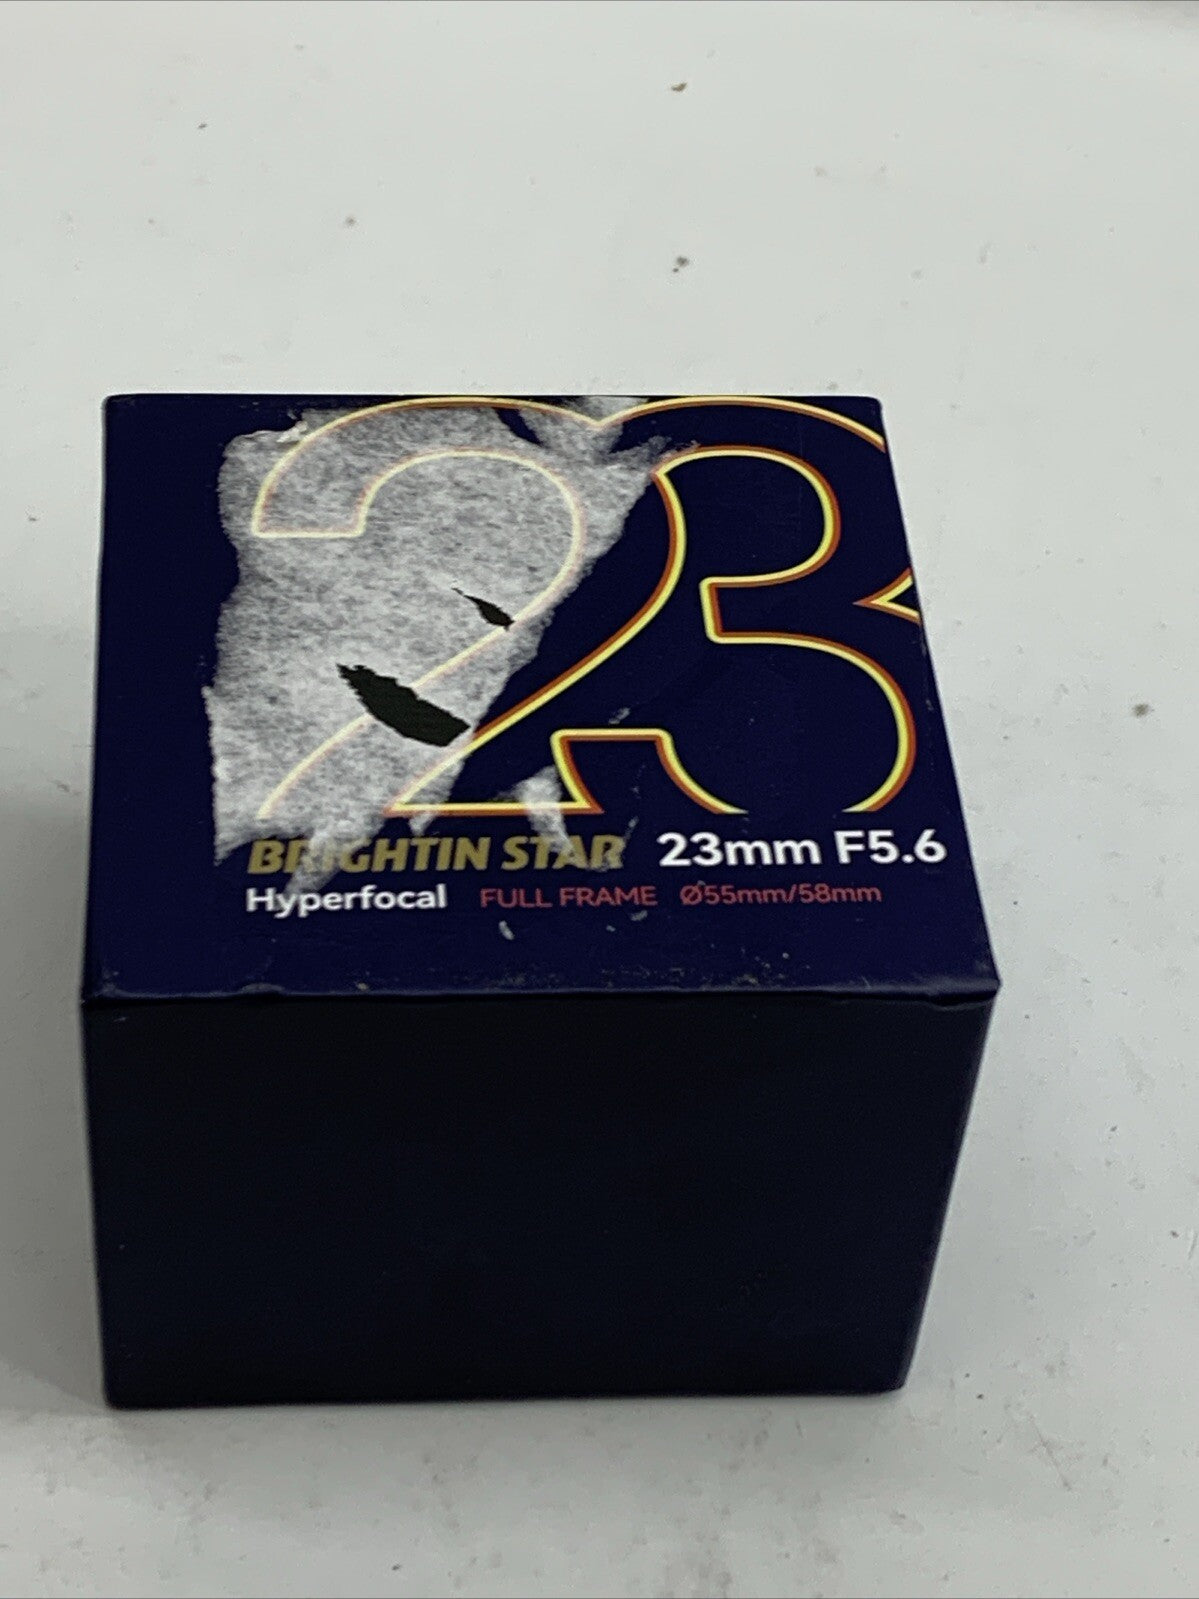 23
BRIGHTIN STAR 23mm F5.6
Hyperfocal FULL FRAME Ø55mm/58mm